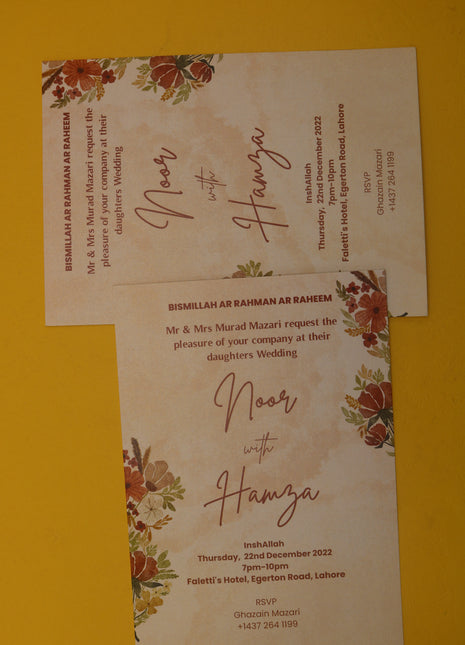 BISMILLAH AR RAHMAN AR RAHEEM
Mr & Mrs Murad Mazari request the
pleasure of your company at their
daughters Wedding
Noor
with
Hamza
InshAllah
Thursday, 22nd December 2022
7pm-10pm
Faletti's Hotel, Egerton Road, Lahore
RSVP
Ghazain Mazari
+1437 264 1199
BISMILLAH AR RAHMAN AR RAHEEM
Mr & Mrs Murad Mazari request the
pleasure of your company at their
daughters Wedding
Noor
with
Hamza
InshAllah
Thursday, 22nd December 2022
7pm-10pm
Faletti's Hotel, Egerton Road, Lahore
RSVP
Ghazain Mazari
+1437 264 1199